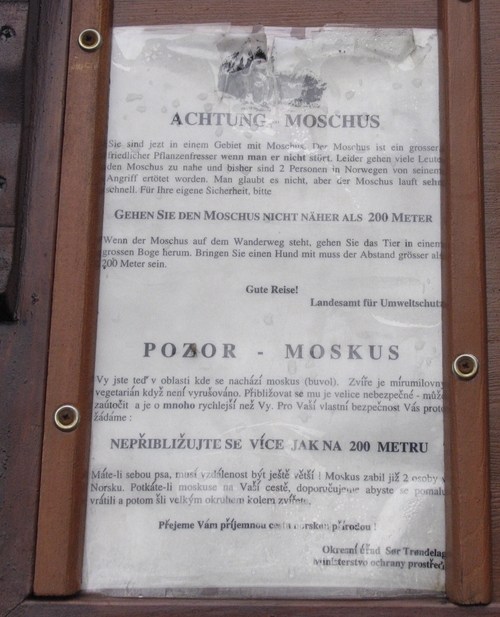 ACHTUNG - MOSCHUS
Sie sind jezt in einem Gebiet mit Moschus. Der Moschus ist ein grosser,
friedlicher Pflanzenfresser wenn man er nicht stört. Leider gehen viele Leute
den Moschus zu nahe und bisher sind 2 Personen in Norwegen von seinem
Angriff ertötet worden. Man glaubt es nicht, aber der Moschus lauft sehr
schnell. Für Ihre eigene Sicherheit, bitte
GEHEN SIE DEN MOSCHUS NICHT NÄHER ALS 200 METER
Wenn der Moschus auf dem Wanderweg steht, gehen Sie das Tier in einem
grossen Boge herum. Bringen Sie einen Hund mit muss der Abstand grösser als
200 Meter sein.
Gute Reise!
Landesamt für Umweltschutz
POZOR - MOSKUS
Vy jste teď v oblasti kde se nachází moskus (buvol). Zvíře je mírumilovný
vegetarián když není vyrušováno. Přibližovat se mu je velice nebezpečné - může
zaútočit a je o mnoho rychlejší než Vy. Pro Vaší vlastní bezpečnost Vás proto
žádáme :
NEPŘIBLIŽUJTE SE VÍCE JAK NA 200 METRU
Máte-li sebou psa, musí vzdálenost být ještě větší ! Moskus zabil již 2 osoby v
Norsku. Potkáte-li moskuse na Vaší cestě, doporučujeme abyste se pomalu
vrátili a potom šli velkým okruhem kolem zvířete.
Přejeme Vám příjemnou cestu norskou přírodou !
Okresní úřad Sør Trøndelag
Ministerstvo ochrany prostřed